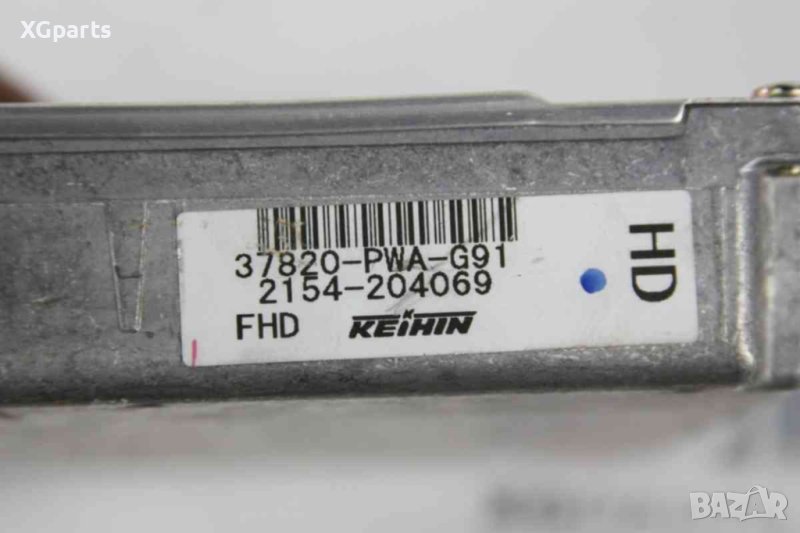 XGparts
37820-PWA-G91
2154-204069
FHD KEIHIN
HD
BAZAR